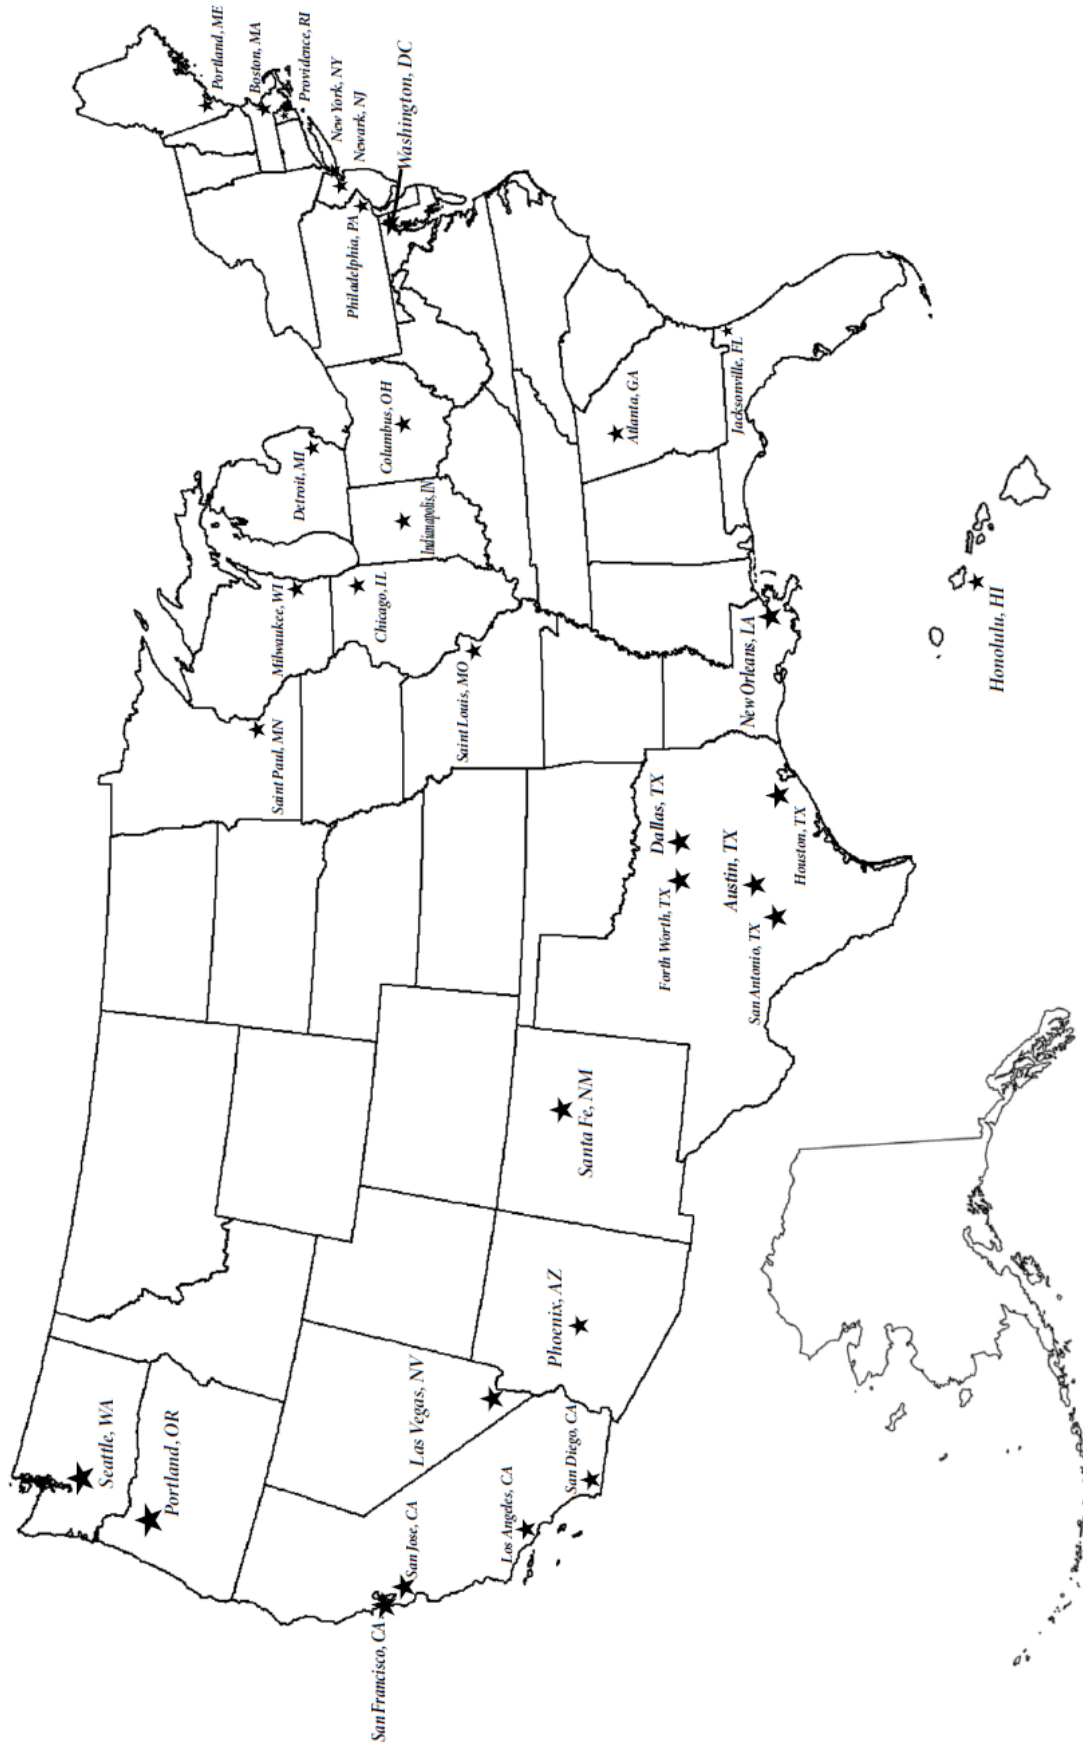 Seattle, WA
Portland, OR
San Francisco, CA
San Jose, CA
Los Angeles, CA
San Diego, CA
Las Vegas, NV
Phoenix, AZ
Santa Fe, NM
Forth Worth, TX
Dallas, TX
Austin, TX
San Antonio, TX
Houston, TX
Saint Paul, MN
Milwaukee, WI
Chicago, IL
Saint Louis, MO
New Orleans, LA
Detroit, MI
Indianapolis, IN
Columbus, OH
Atlanta, GA
Jacksonville, FL
Philadelphia, PA
Portland, ME
Boston, MA
Providence, RI
New York, NY
Newark, NJ
Washington, DC
Honolulu, HI